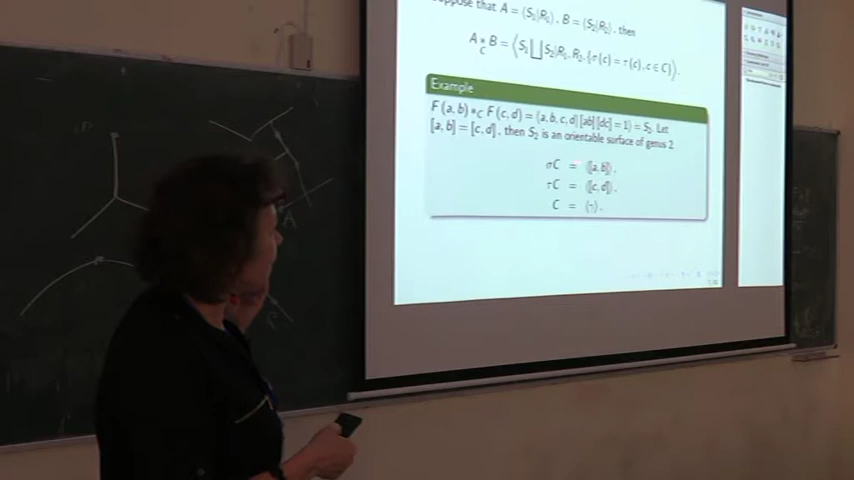 that A = ⟨S₁|R₁⟩, B = ⟨S₂|R₂⟩, then
A *_C B = ⟨S₁ ∐ S₂|R₁, R₂, {σ(c) = τ(c), c ∈ C}⟩.
Example
F(a, b) *_C F(c, d) = ⟨a, b, c, d|[ab][dc] = 1⟩ = S₂. Let
[a, b] = [c, d], then S₂ is an orientable surface of genus 2
σC = ⟨[a, b]⟩,
τC = ⟨[c, d]⟩,
C = ⟨γ⟩.